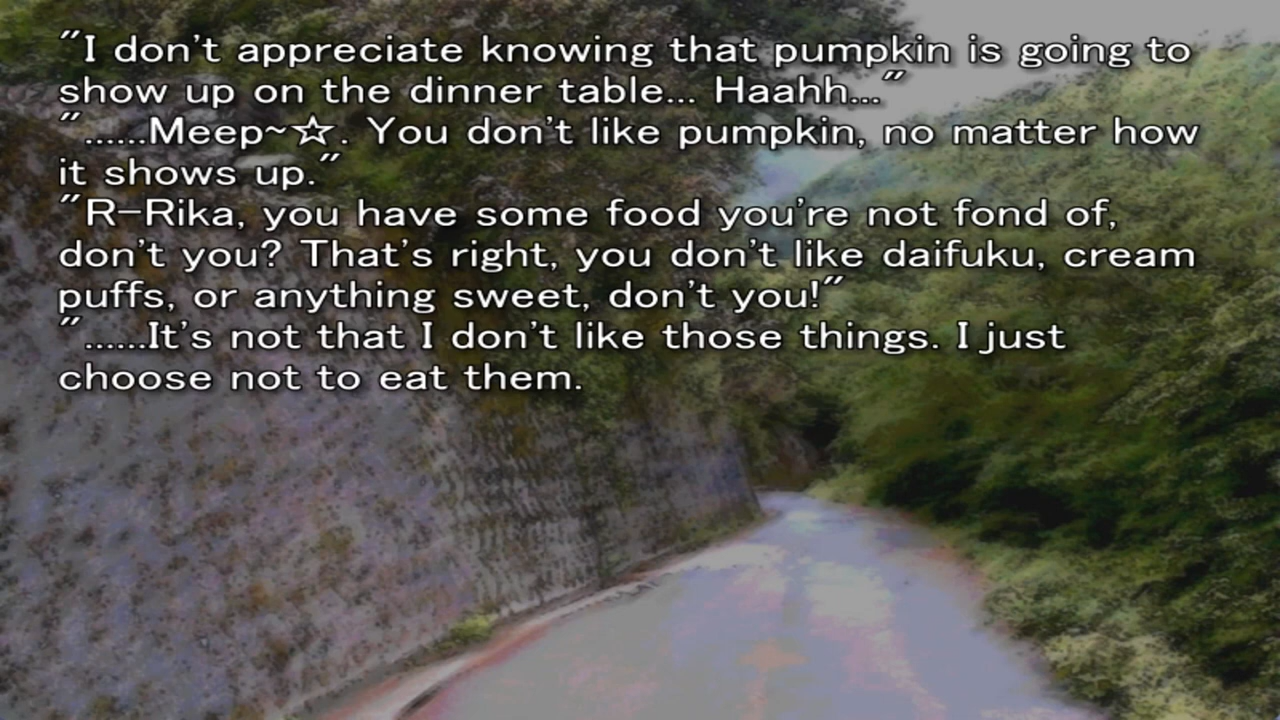 "I don't appreciate knowing that pumpkin is going to
show up on the dinner table... Haahh..."
"......Meep~☆. You don't like pumpkin, no matter how
it shows up."
"R-Rika, you have some food you're not fond of,
don't you? That's right, you don't like daifuku, cream
puffs, or anything sweet, don't you!"
"......It's not that I don't like those things. I just
choose not to eat them.